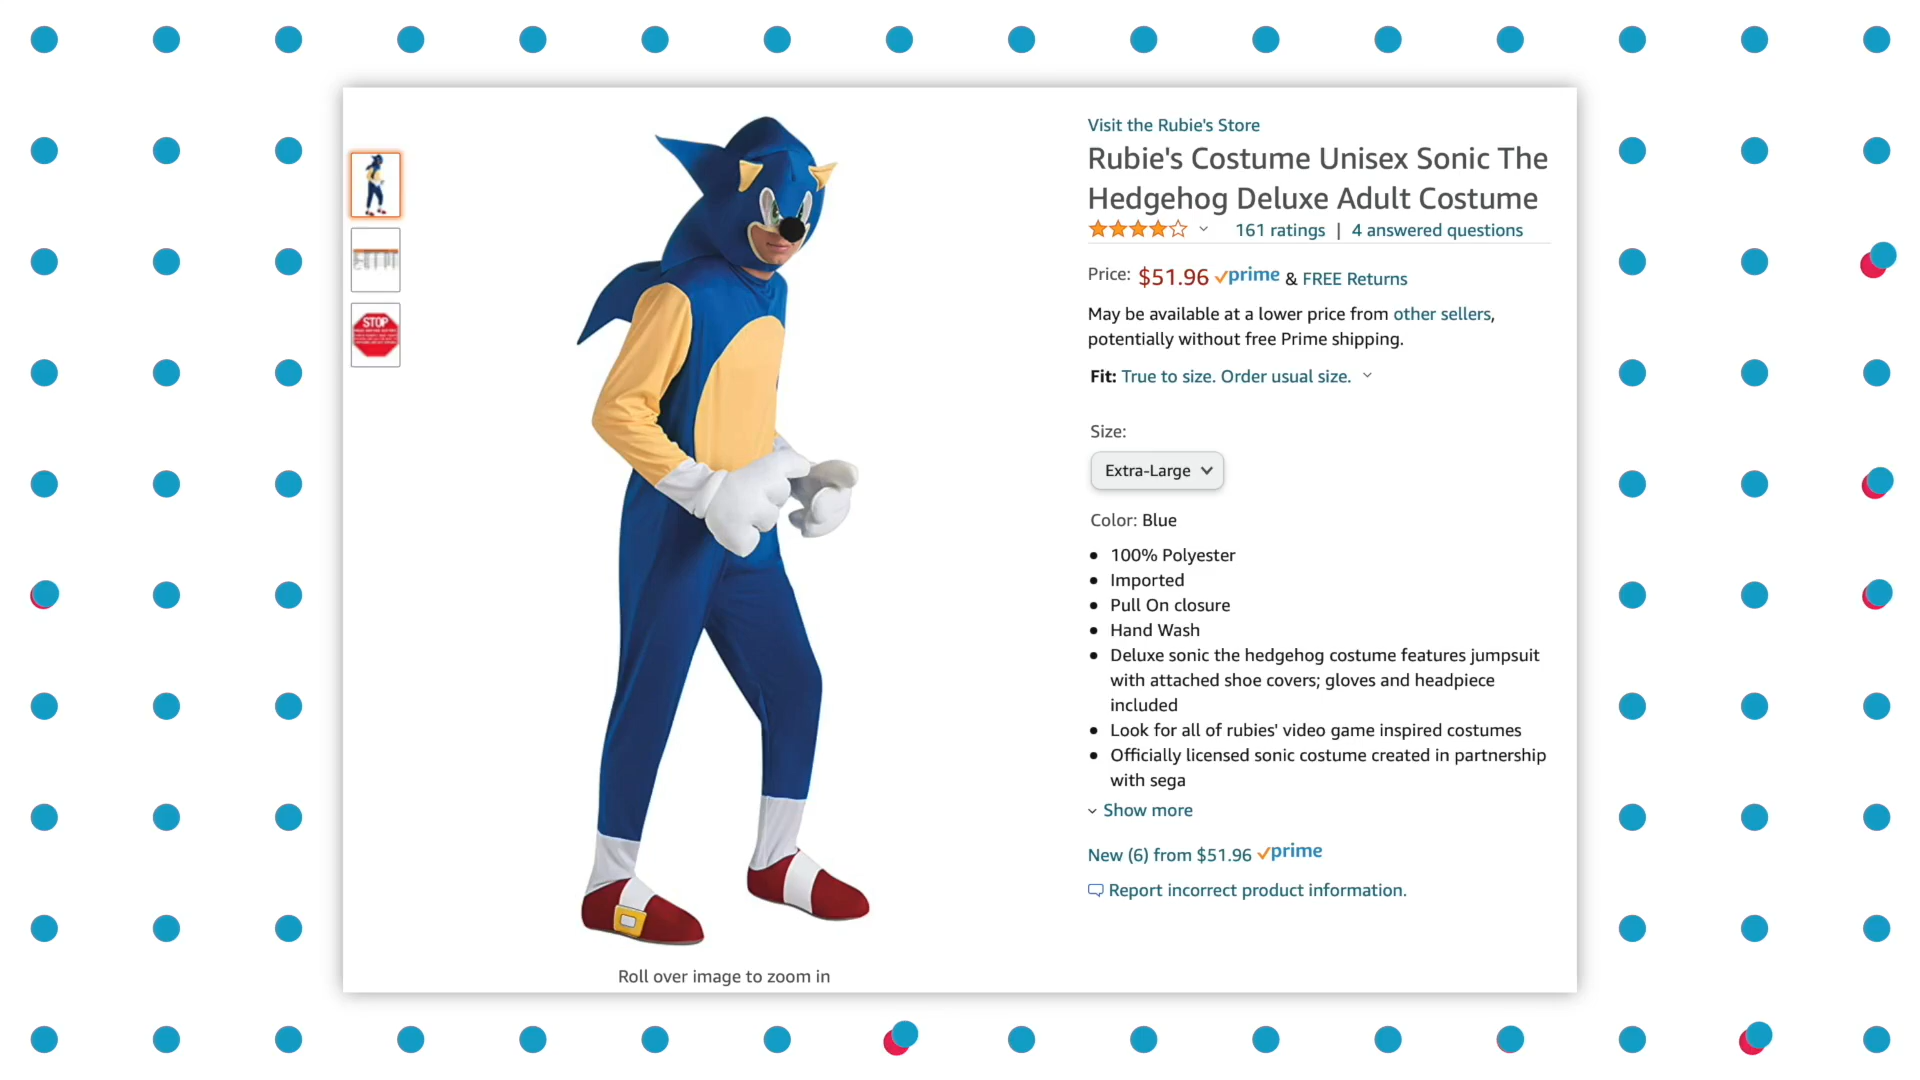 Visit the Rubie's Store
Rubie's Costume Unisex Sonic The
Hedgehog Deluxe Adult Costume
161 ratings | 4 answered questions
Price: $51.96 prime & FREE Returns
May be available at a lower price from other sellers,
potentially without free Prime shipping.
Fit: True to size. Order usual size.
Size:
Extra-Large
Color: Blue
100% Polyester
Imported
Pull On closure
Hand Wash
Deluxe sonic the hedgehog costume features jumpsuit
with attached shoe covers; gloves and headpiece
included
Look for all of rubies' video game inspired costumes
Officially licensed sonic costume created in partnership
with sega
Show more
New (6) from $51.96 prime
Report incorrect product information.
STOP
Roll over image to zoom in